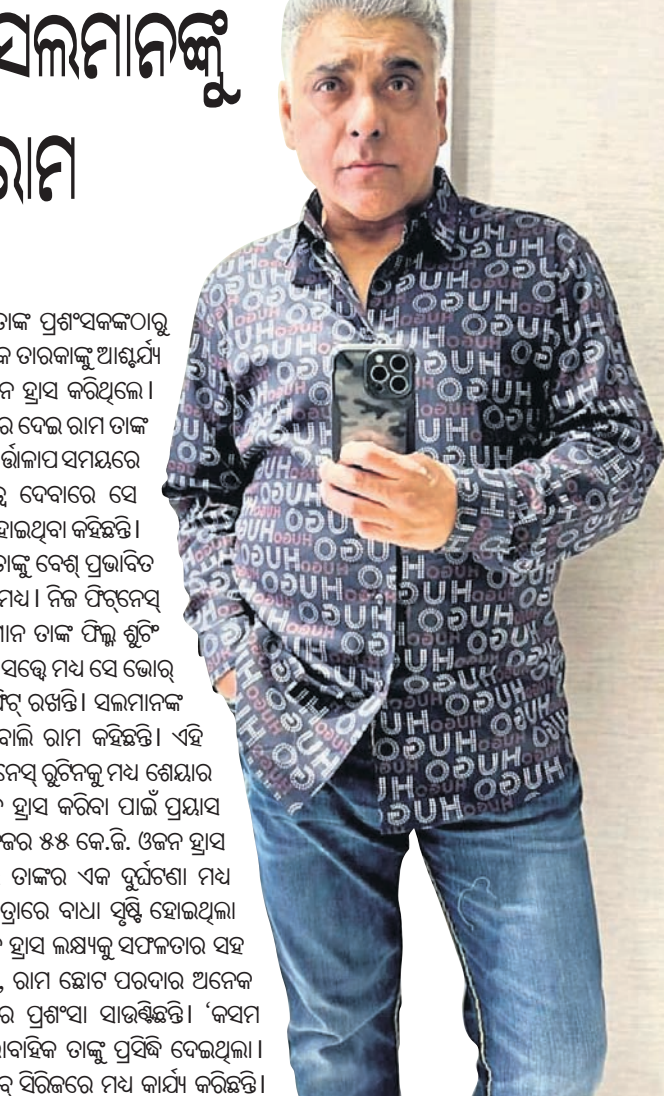 ସଲମାନଙ୍କୁ
ରାମ
ତାଙ୍କ ପ୍ରଶଂସକଙ୍କଠାରୁ
କ ତାରକାଙ୍କୁ ଆଶ୍ଚର୍ଯ୍ୟ
ନ ହ୍ରାସ କରିଥିଲେ।
ର ଦେଇ ରାମ ତାଙ୍କ
ର୍ତ୍ତାଳାପ ସମୟରେ
ଦେବାରେ ସେ
ହୋଇଥିବା କହିଛନ୍ତି।
ତାଙ୍କୁ ବେଶ୍ ପ୍ରଭାବିତ
ମଧ୍ୟ। ନିଜ ଫିଟ୍‌ନେସ୍
ମାନ ତାଙ୍କ ଫିଲ୍ମ ଶୁଟିଂ
ସତ୍ତ୍ୱେ ମଧ୍ୟ ସେ ଭୋର୍
ଫିଟ୍ ରଖନ୍ତି। ସଲମାନଙ୍କ
ବୋଲି ରାମ କହିଛନ୍ତି। ଏହି
ନେସ୍ ରୁଟିନକୁ ମଧ୍ୟ ଶେୟାର
ନ ହ୍ରାସ କରିବା ପାଇଁ ପ୍ରୟାସ
ଜର ୫୫ କେ.ଜି. ଓଜନ ହ୍ରାସ
ତାଙ୍କର ଏକ ଦୁର୍ଘଟଣା ମଧ୍ୟ
ତ୍ରାରେ ବାଧା ସୃଷ୍ଟି ହୋଇଥିଲା
ନ ହ୍ରାସ ଲକ୍ଷ୍ୟକୁ ସଫଳତାର ସହ
, ରାମ ଛୋଟ ପରଦାର ଅନେକ
ର ପ୍ରଶଂସା ସାଉଣ୍ଟିଛନ୍ତି। ‘କସମ
ାବାହିକ ତାଙ୍କୁ ପ୍ରସିଦ୍ଧି ଦେଇଥିଲା।
ବ୍ ସିରିଜରେ ମଧ୍ୟ କାର୍ଯ୍ୟ କରିଛନ୍ତି।
HUGO